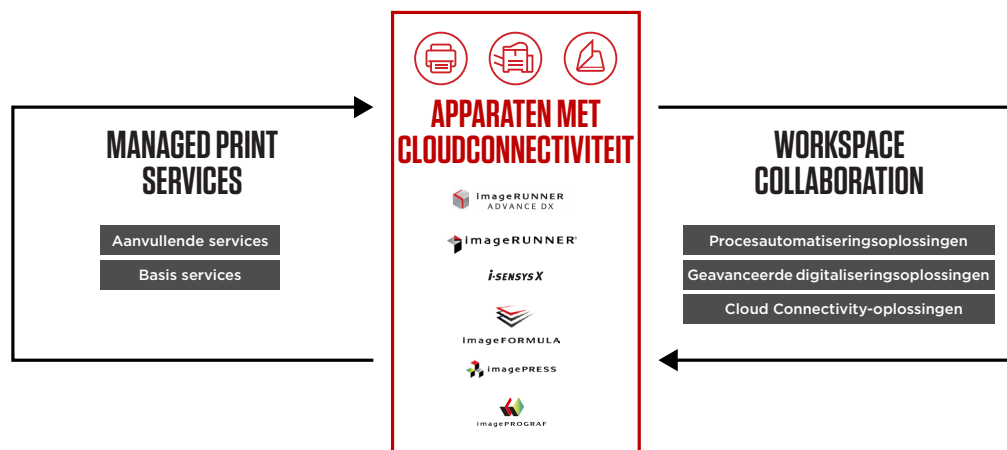 MANAGED PRINT
SERVICES
Aanvullende services
Basis services
APPARATEN MET
CLOUDCONNECTIVITEIT
imageRUNNER
ADVANCE DX
imageRUNNER®
i-SENSYS X
imageFORMULA
imagePRESS
imagePROGRAF
WORKSPACE
COLLABORATION
Procesautomatiseringsoplossingen
Geavanceerde digitaliseringsoplossingen
Cloud Connectivity-oplossingen